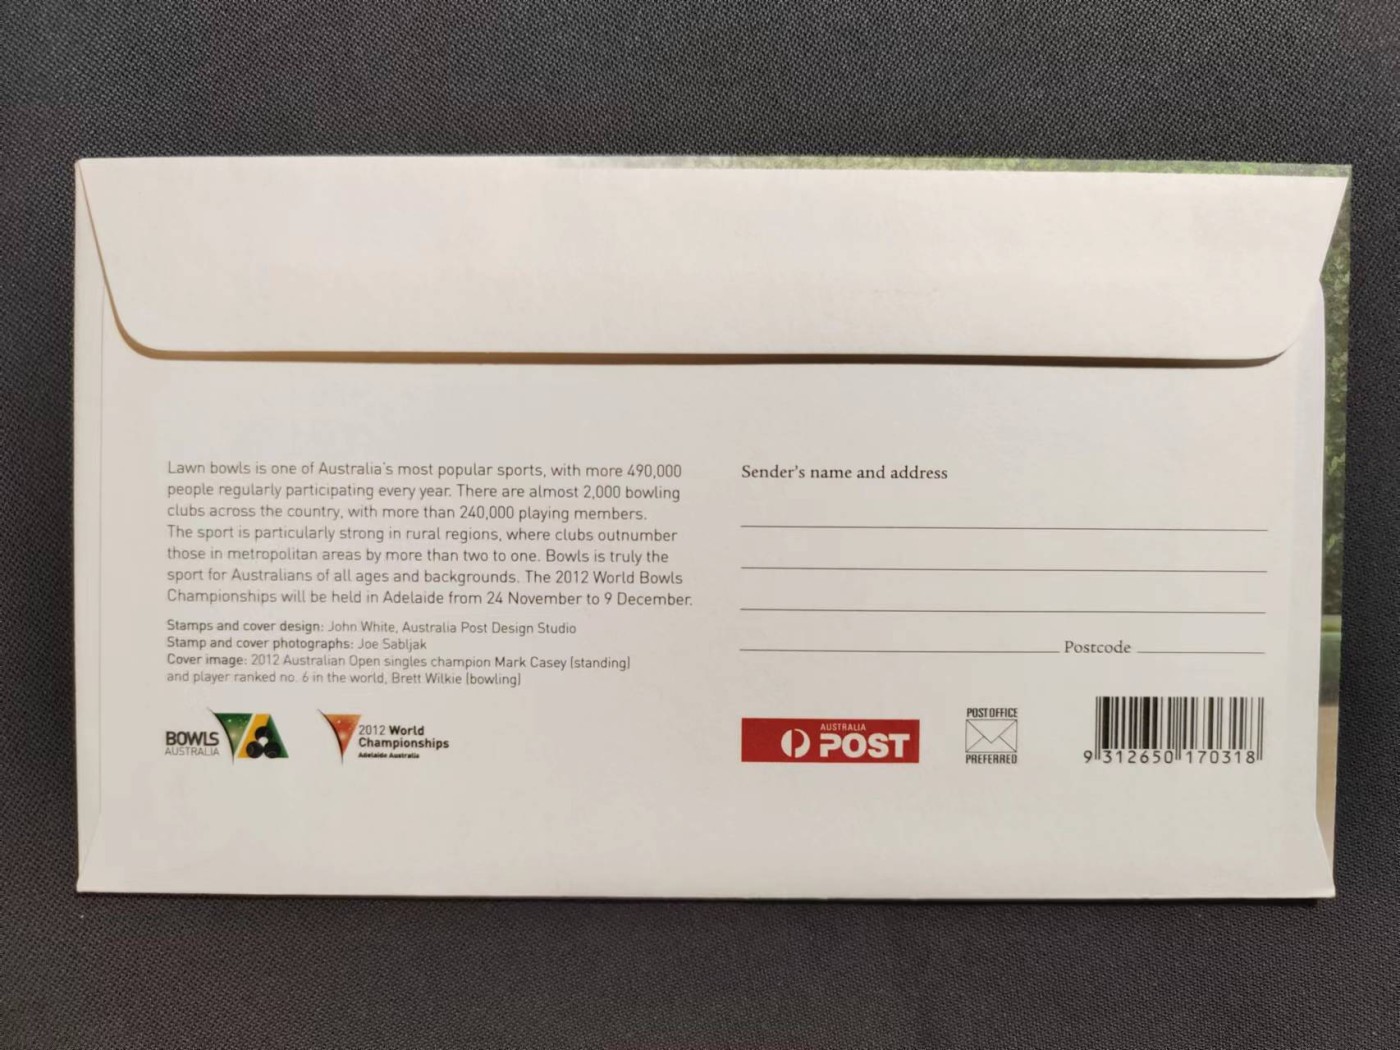 Lawn bowls is one of Australia's most popular sports, with more 490,000
people regularly participating every year. There are almost 2,000 bowling
clubs across the country, with more than 240,000 playing members.
The sport is particularly strong in rural regions, where clubs outnumber
those in metropolitan areas by more than two to one. Bowls is truly the
sport for Australians of all ages and backgrounds. The 2012 World Bowls
Championships will be held in Adelaide from 24 November to 9 December.
Stamps and cover design: John White, Australia Post Design Studio
Stamp and cover photographs: Joe Sabljak
Cover image: 2012 Australian Open singles champion Mark Casey (standing)
and player ranked no. 6 in the world, Brett Wilkie (bowling)
BOWLS
AUSTRALIA
2012 World
Championships
Adelaide Australia
Sender's name and address
Postcode
AUSTRALIA
POST
POST OFFICE
PREFERRED
9 312650 170318